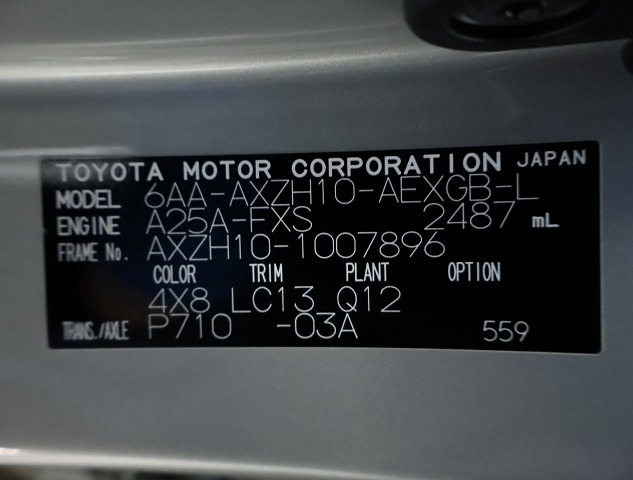 TOYOTA MOTOR CORPORATION JAPAN
MODEL 6AA-AXZH10-AEXGB-L
ENGINE A25A-FXS 2487 mL
FRAME No. AXZH10-1007896
COLOR TRIM PLANT OPTION
4X8 LC13 Q12
TRANS./AXLE P710 -03A 559